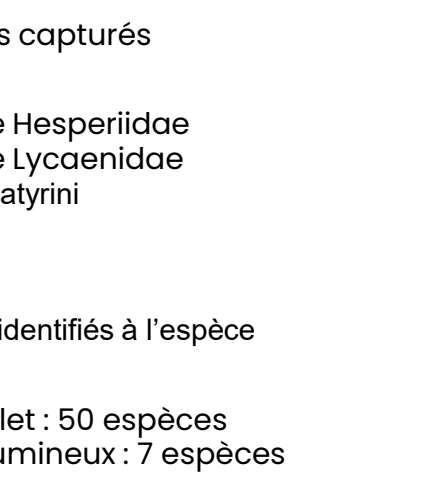 s capturés
e Hesperiidae
e Lycaenidae
atyrini
identifiés à l’espèce
let : 50 espèces
umineux : 7 espèces